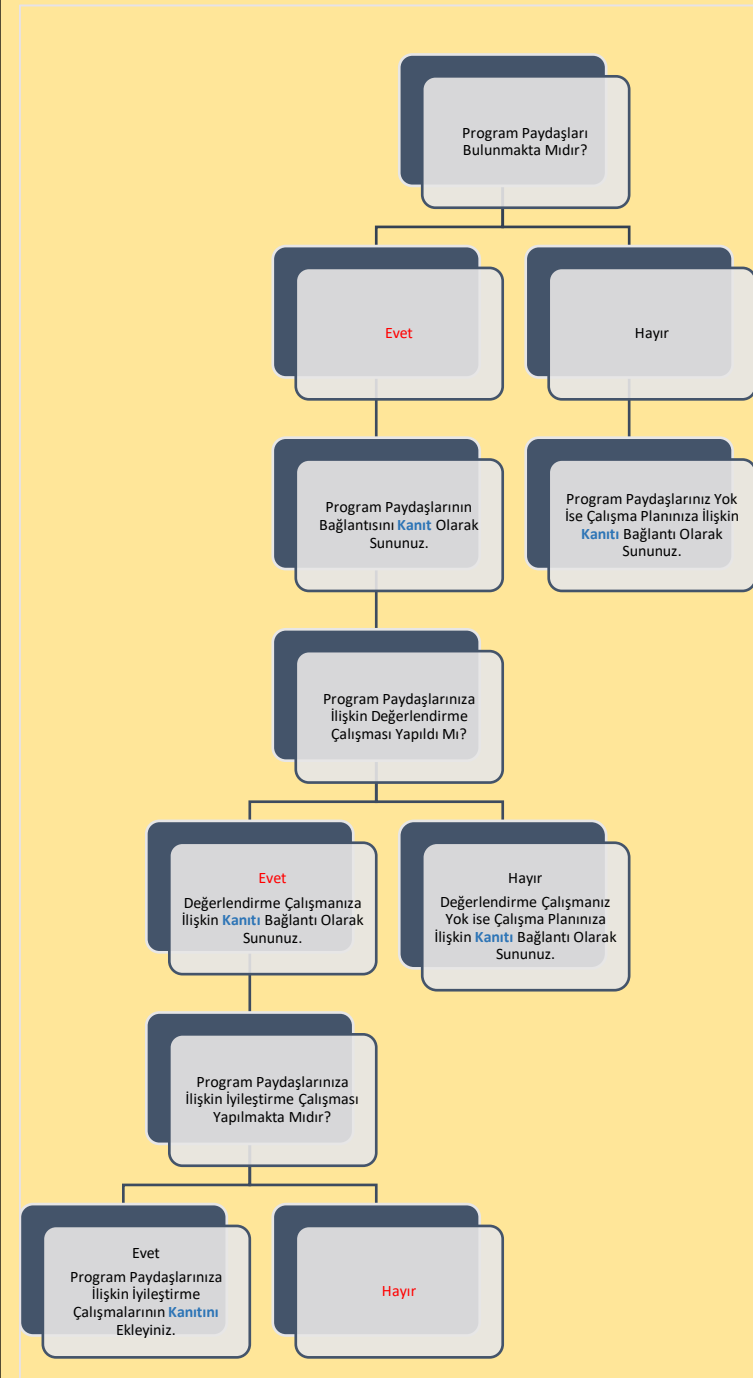 Program Paydaşları
Bulunmakta Mıdır?
Evet
Hayır
Program Paydaşlarının
Bağlantısını Kanıt Olarak
Sununuz.
Program Paydaşlarınız Yok
İse Çalışma Planınıza İlişkin
Kanıtı Bağlantı Olarak
Sununuz.
Program Paydaşlarınıza
İlişkin Değerlendirme
Çalışması Yapıldı Mı?
Evet
Değerlendirme Çalışmanıza
İlişkin Kanıtı Bağlantı Olarak
Sununuz.
Hayır
Değerlendirme Çalışmanız
Yok ise Çalışma Planınıza
İlişkin Kanıtı Bağlantı Olarak
Sununuz.
Program Paydaşlarınıza
İlişkin İyileştirme Çalışması
Yapılmakta Mıdır?
Evet
Program Paydaşlarınıza
İlişkin İyileştirme
Çalışmalarının Kanıtını
Ekleyiniz.
Hayır